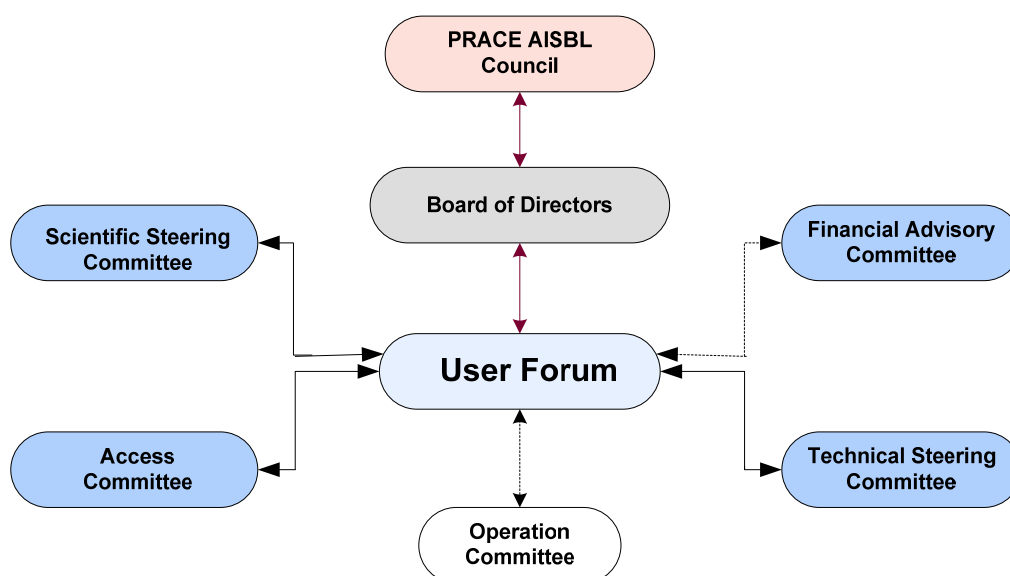 PRACE AISBL
Council
Board of Directors
Scientific Steering
Committee
Financial Advisory
Committee
User Forum
Access
Committee
Technical Steering
Committee
Operation
Committee